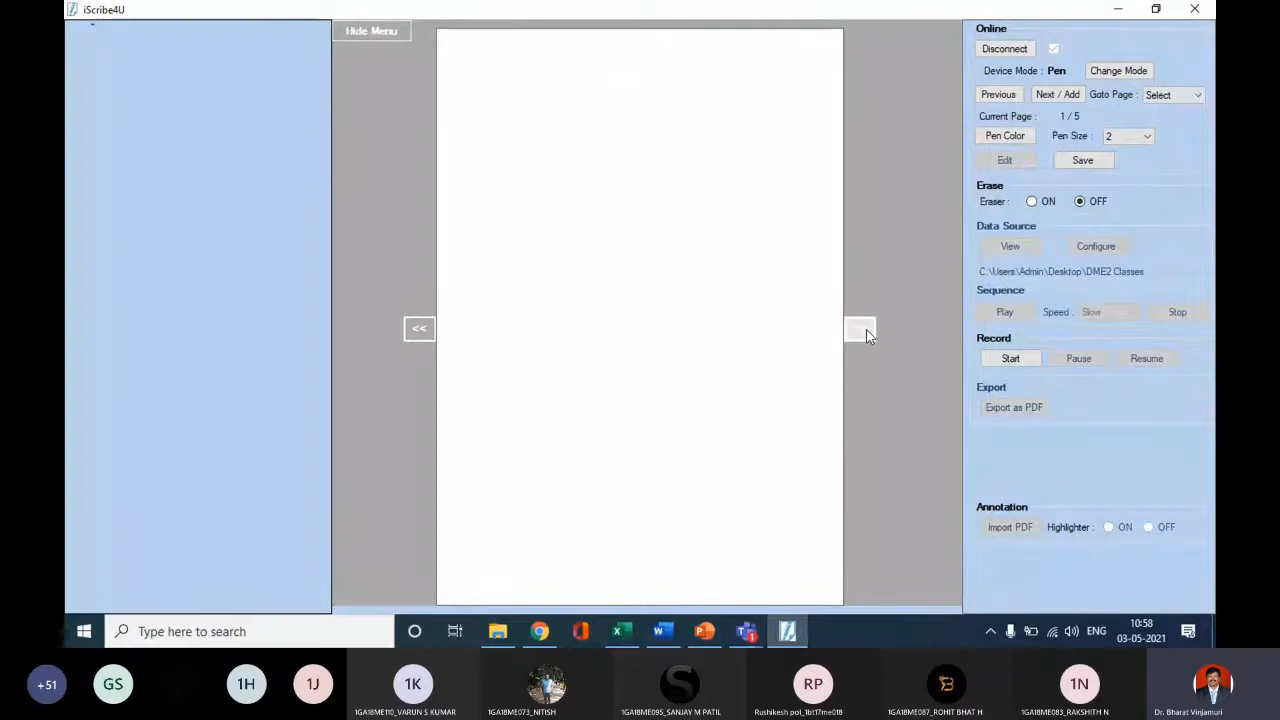 iScribe4U
Hide Menu
Online
Disconnect
Device Mode : Pen Change Mode
Previous Next / Add Goto Page : Select
Current Page : 1 / 5
Pen Color Pen Size : 2
Edit Save
Erase
Eraser : ON OFF
Data Source
View Configure
C:\Users\Admin\Desktop\DME2 Classes
Sequence
<<
Play Speed : Slow Stop
Record
Start Pause Resume
Export
Export as PDF
Annotation
Import PDF Highlighter : ON OFF
Type here to search
ENG
10:58
03-05-2021
+51
GS
1H
1J
1K
S
RP
1N
1GA18ME110_VARUN S KUMAR
1GA18ME073_NITISH
1GA18ME095_SANJAY M PATIL
Rushikesh pol_1bt17me018
1GA18ME087_ROHIT BHAT H
1GA18ME083_RAKSHITH N
Dr. Bharat Vinjamuri